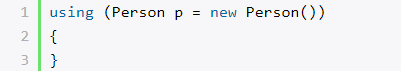 1 using (Person p = new Person())
2 {
3 }